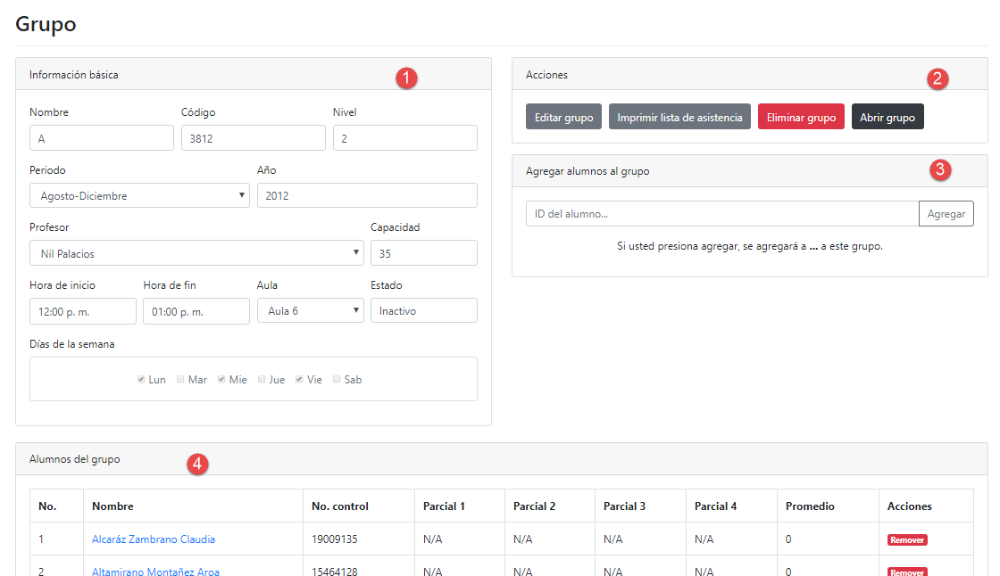 Grupo
Información básica
1
Nombre Código Nivel
A 3812 2
Periodo Año
Agosto-Diciembre 2012
Profesor Capacidad
Nil Palacios 35
Hora de inicio Hora de fin Aula Estado
12:00 p. m. 01:00 p. m. Aula 6 Inactivo
Días de la semana
Lun Mar Mie Jue Vie Sab
Acciones
2
Editar grupo Imprimir lista de asistencia Eliminar grupo Abrir grupo
Agregar alumnos al grupo
3
ID del alumno... Agregar
Si usted presiona agregar, se agregará a ... a este grupo.
Alumnos del grupo
4
No. Nombre No. control Parcial 1 Parcial 2 Parcial 3 Parcial 4 Promedio Acciones
1 Alcaráz Zambrano Claudia 19009135 N/A N/A N/A N/A 0 Remover
2 Altamirano Montañez Aroa 15464128 N/A N/A N/A N/A 0 Remover